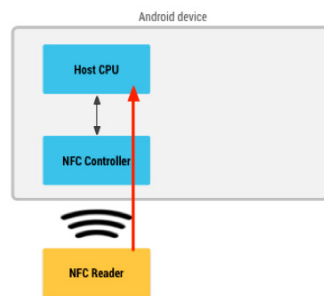 Android device
Host CPU
NFC Controller
NFC Reader